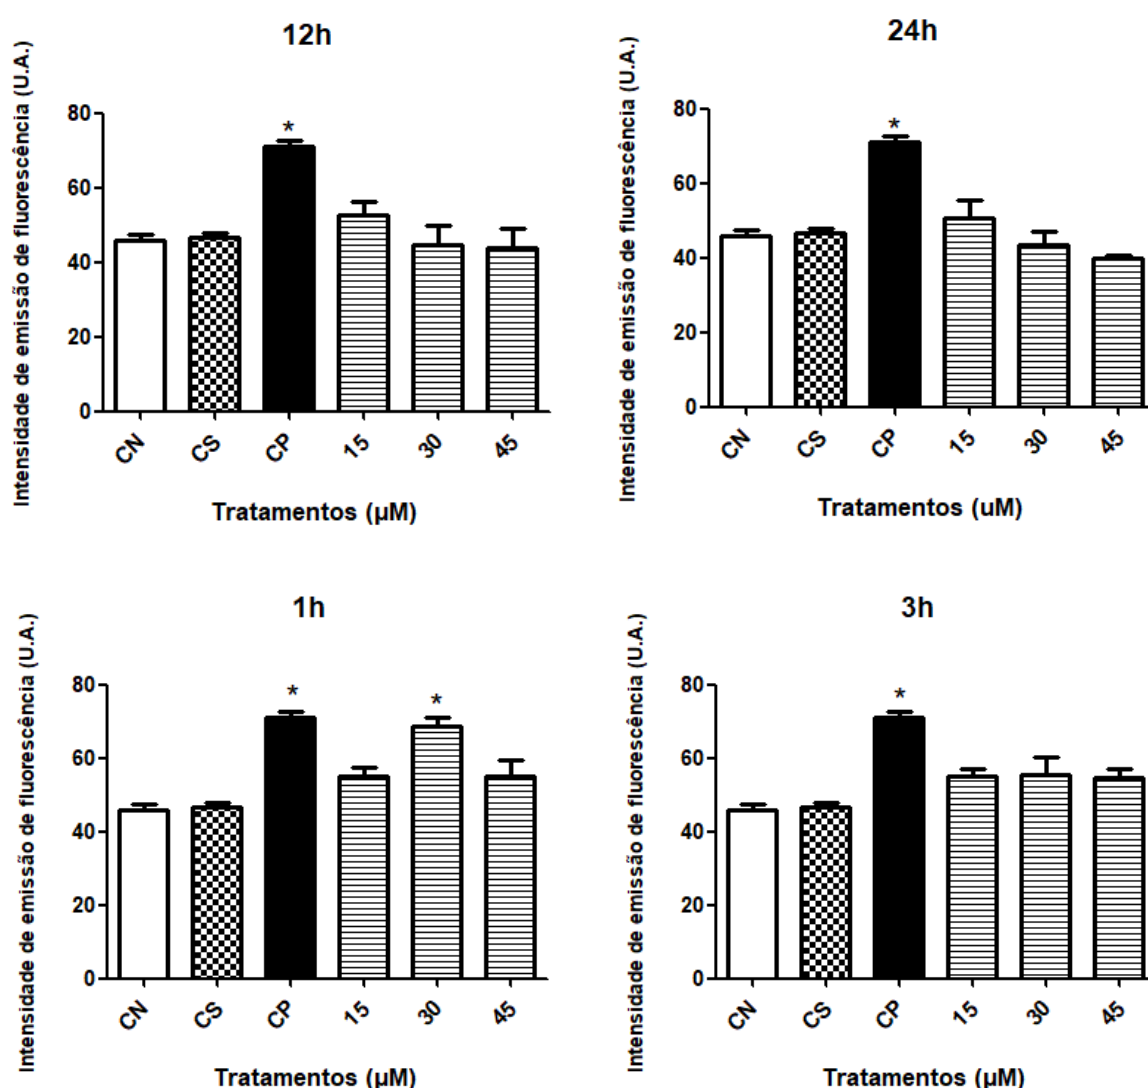 12h
Intensidade de emissão de fluorescência (U.A.)
80
60
40
20
0
*
CN
CS
CP
15
30
45
Tratamentos (µM)
24h
Intensidade de emissão de fluorescência (U.A.)
80
60
40
20
0
*
CN
CS
CP
15
30
45
Tratamentos (uM)
1h
Intensidade de emissão de fluorescência (U.A.)
80
60
40
20
0
*
*
CN
CS
CP
15
30
45
Tratamentos (µM)
3h
Intensidade de emissão de fluorescência (U.A.)
80
60
40
20
0
*
CN
CS
CP
15
30
45
Tratamentos (µM)